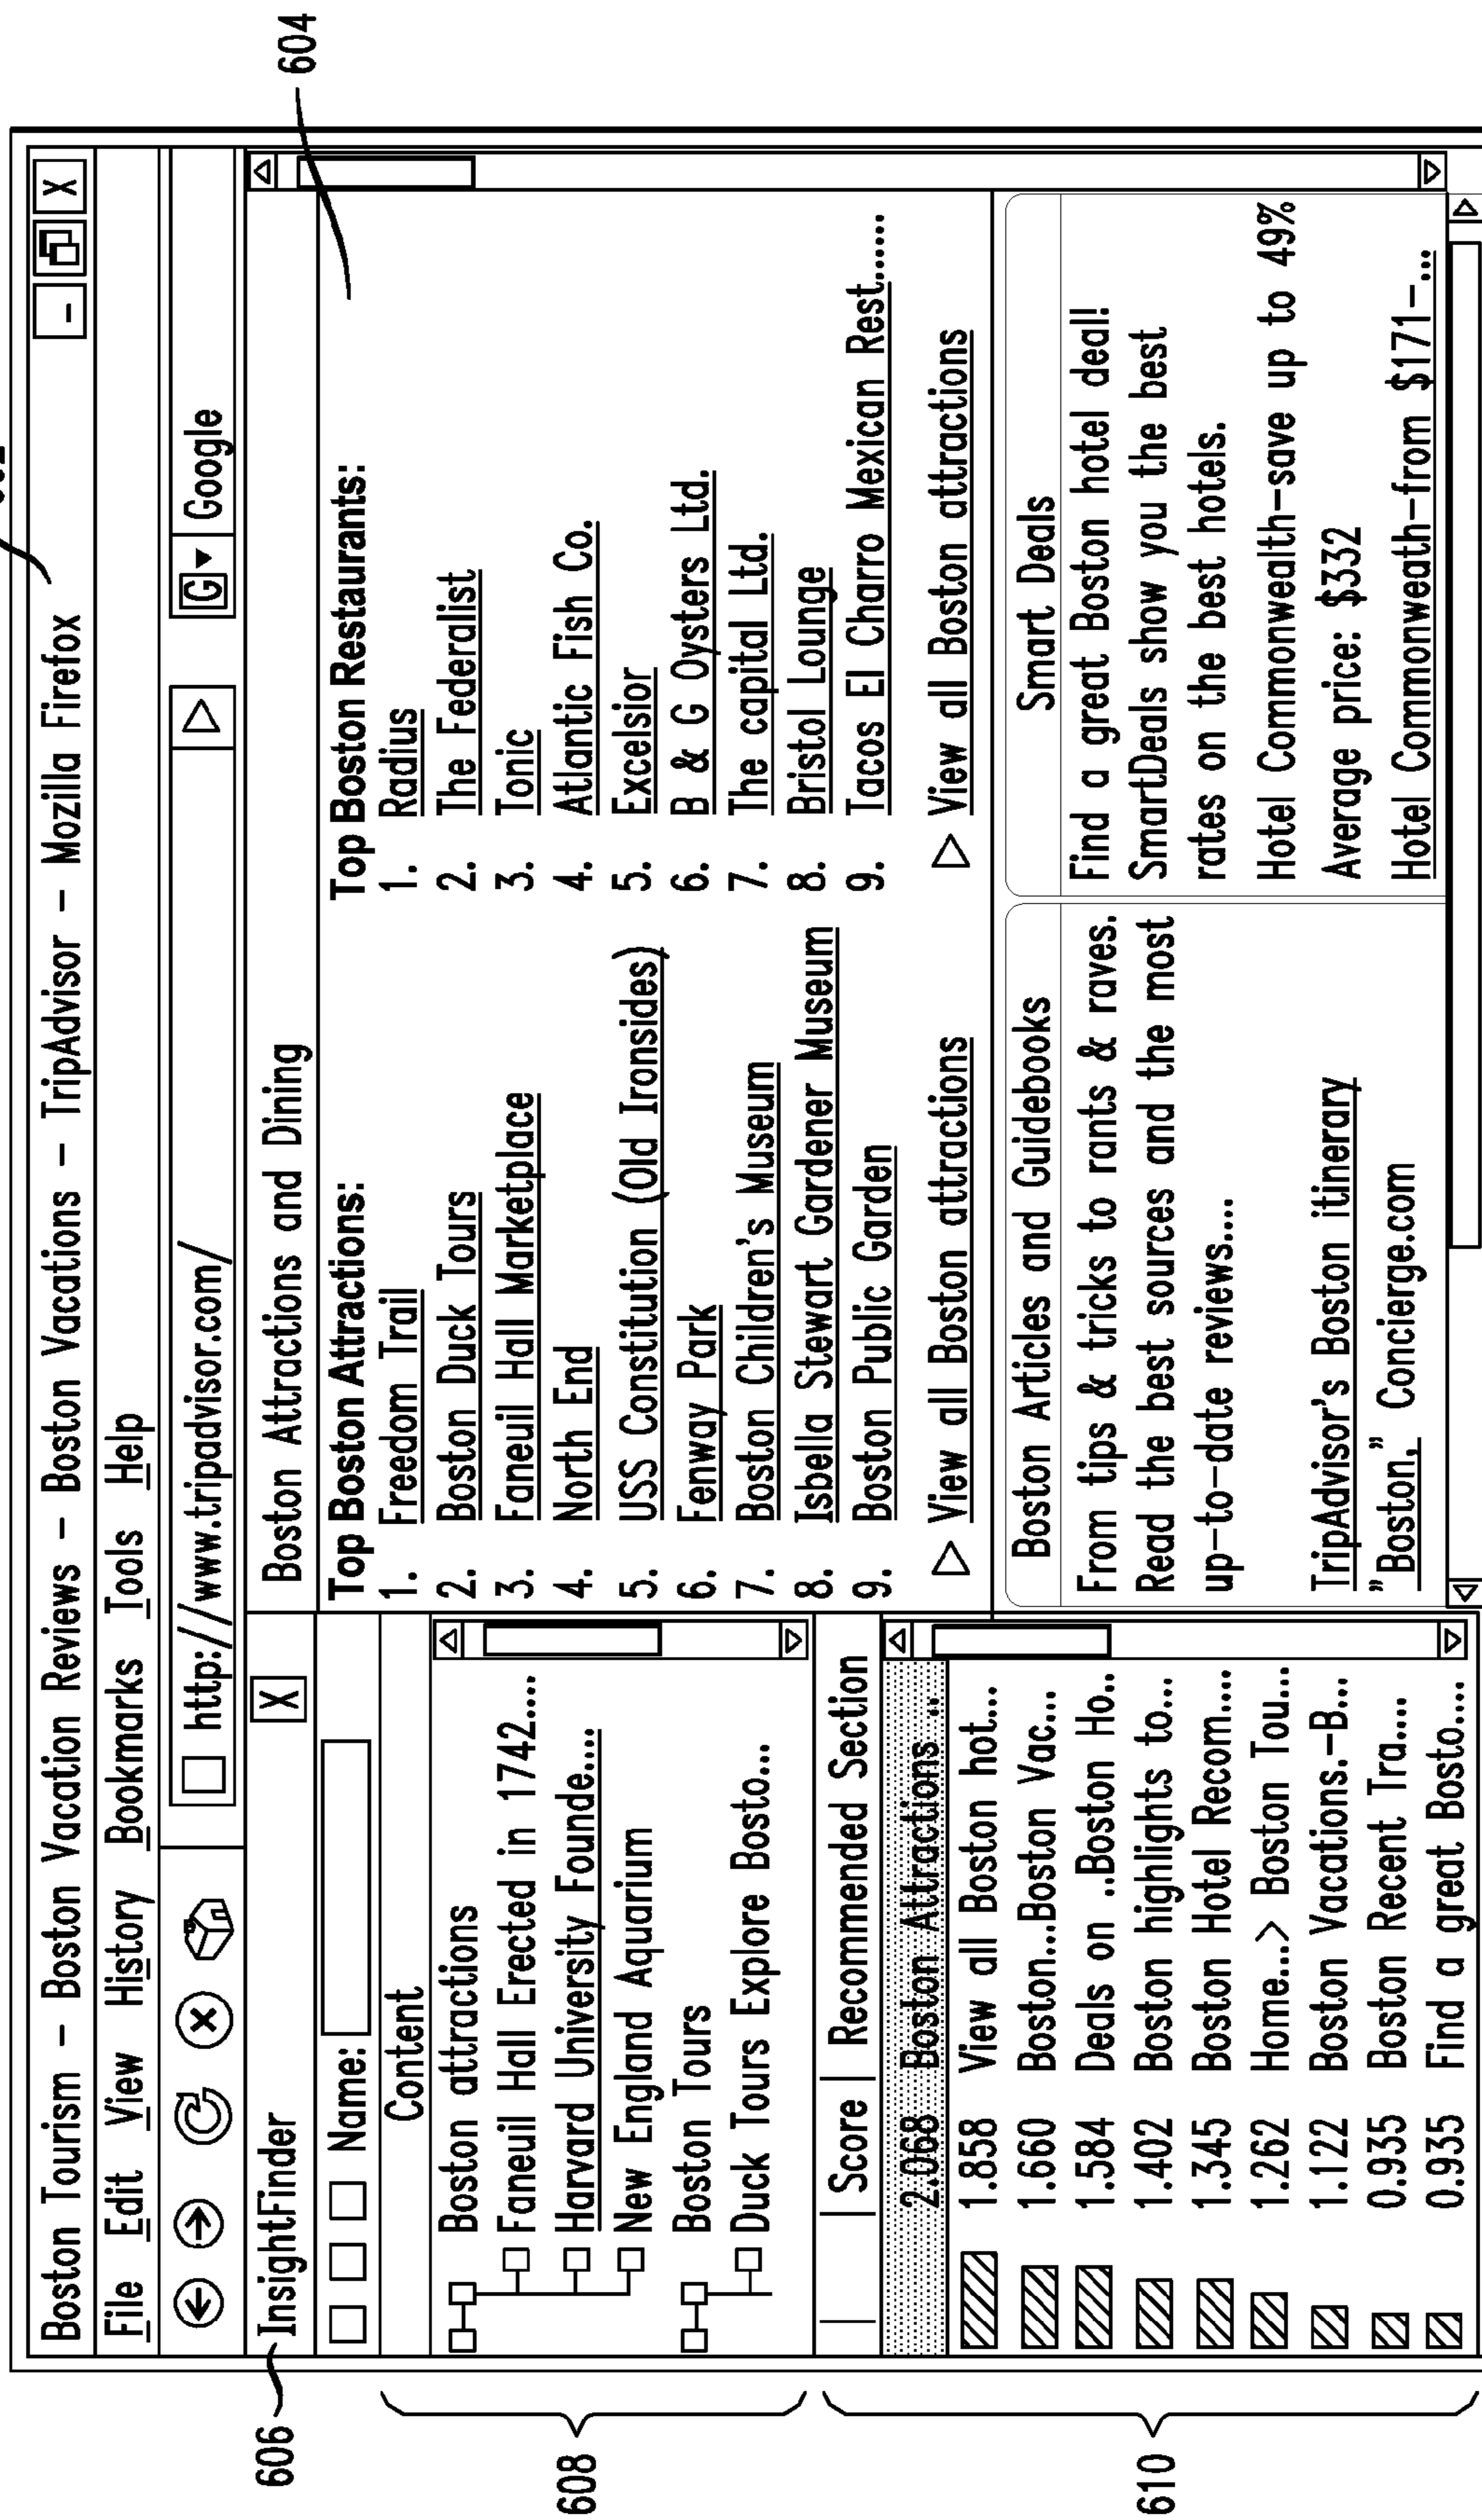 604
Boston Tourism - Boston Vacation Reviews - Boston Vacations - TripAdvisor - Mozilla Firefox
- X
File Edit View History Bookmarks Tools Help
http://www.tripadvisor.com/
G Google
606
InsightFinder
X
Name:
Content
608
Boston attractions
Faneuil Hall Erected in 1742....
Harvard University Founde....
New England Aquarium
Boston Tours
Duck Tours Explore Bosto...
610
Score Recommended Section
2.068 Boston Attractions ..
1.858 View all Boston hot...
1.660 Boston...Boston Vac...
1.584 Deals on ..Boston Ho..
1.402 Boston highlights to...
1.345 Boston Hotel Recom....
1.262 Home...> Boston Tou...
1.122 Boston Vacations.-B...
0.935 Boston Recent Tra....
0.935 Find a great Bosto....
Boston Attractions and Dining
Top Boston Attractions:
1. Freedom Trail
2. Boston Duck Tours
3. Faneuil Hall Marketplace
4. North End
5. USS Constitution (Old Ironsides)
6. Fenway Park
7. Boston Children's Museum
8. Isbella Stewart Gardener Museum
9. Boston Public Garden
View all Boston attractions
Top Boston Restaurants:
1. Radius
2. The Federalist
3. Tonic
4. Atlantic Fish Co.
5. Excelsior
6. B & G Oysters Ltd.
7. The capital Ltd.
8. Bristol Lounge
9. Tacos El Charro Mexican Rest......
View all Boston attractions
Boston Articles and Guidebooks
From tips & tricks to rants & raves.
Read the best sources and the most
up-to-date reviews....
TripAdvisor's Boston itinerary
"Boston," Concierge.com
Smart Deals
Find a great Boston hotel deal!
SmartDeals show you the best
rates on the best hotels.
Hotel Commonwealth-save up to 49%
Average price: $332
Hotel Commonweath-from $171-...